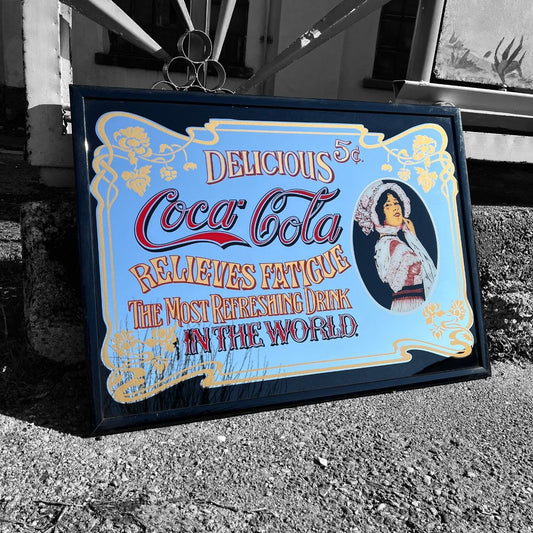 DELICIOUS 5¢
Coca-Cola
RELIEVES FATIGUE
THE MOST REFRESHING DRINK
IN THE WORLD.